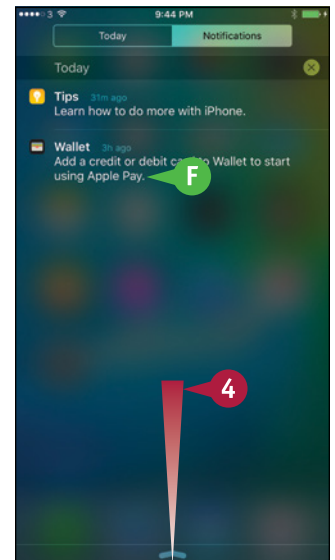 3 9:44 PM
Today Notifications
Today
Tips 31m ago
Learn how to do more with iPhone.
Wallet 3h ago
Add a credit or debit ca to Wallet to start
using Apple Pay.
F
4